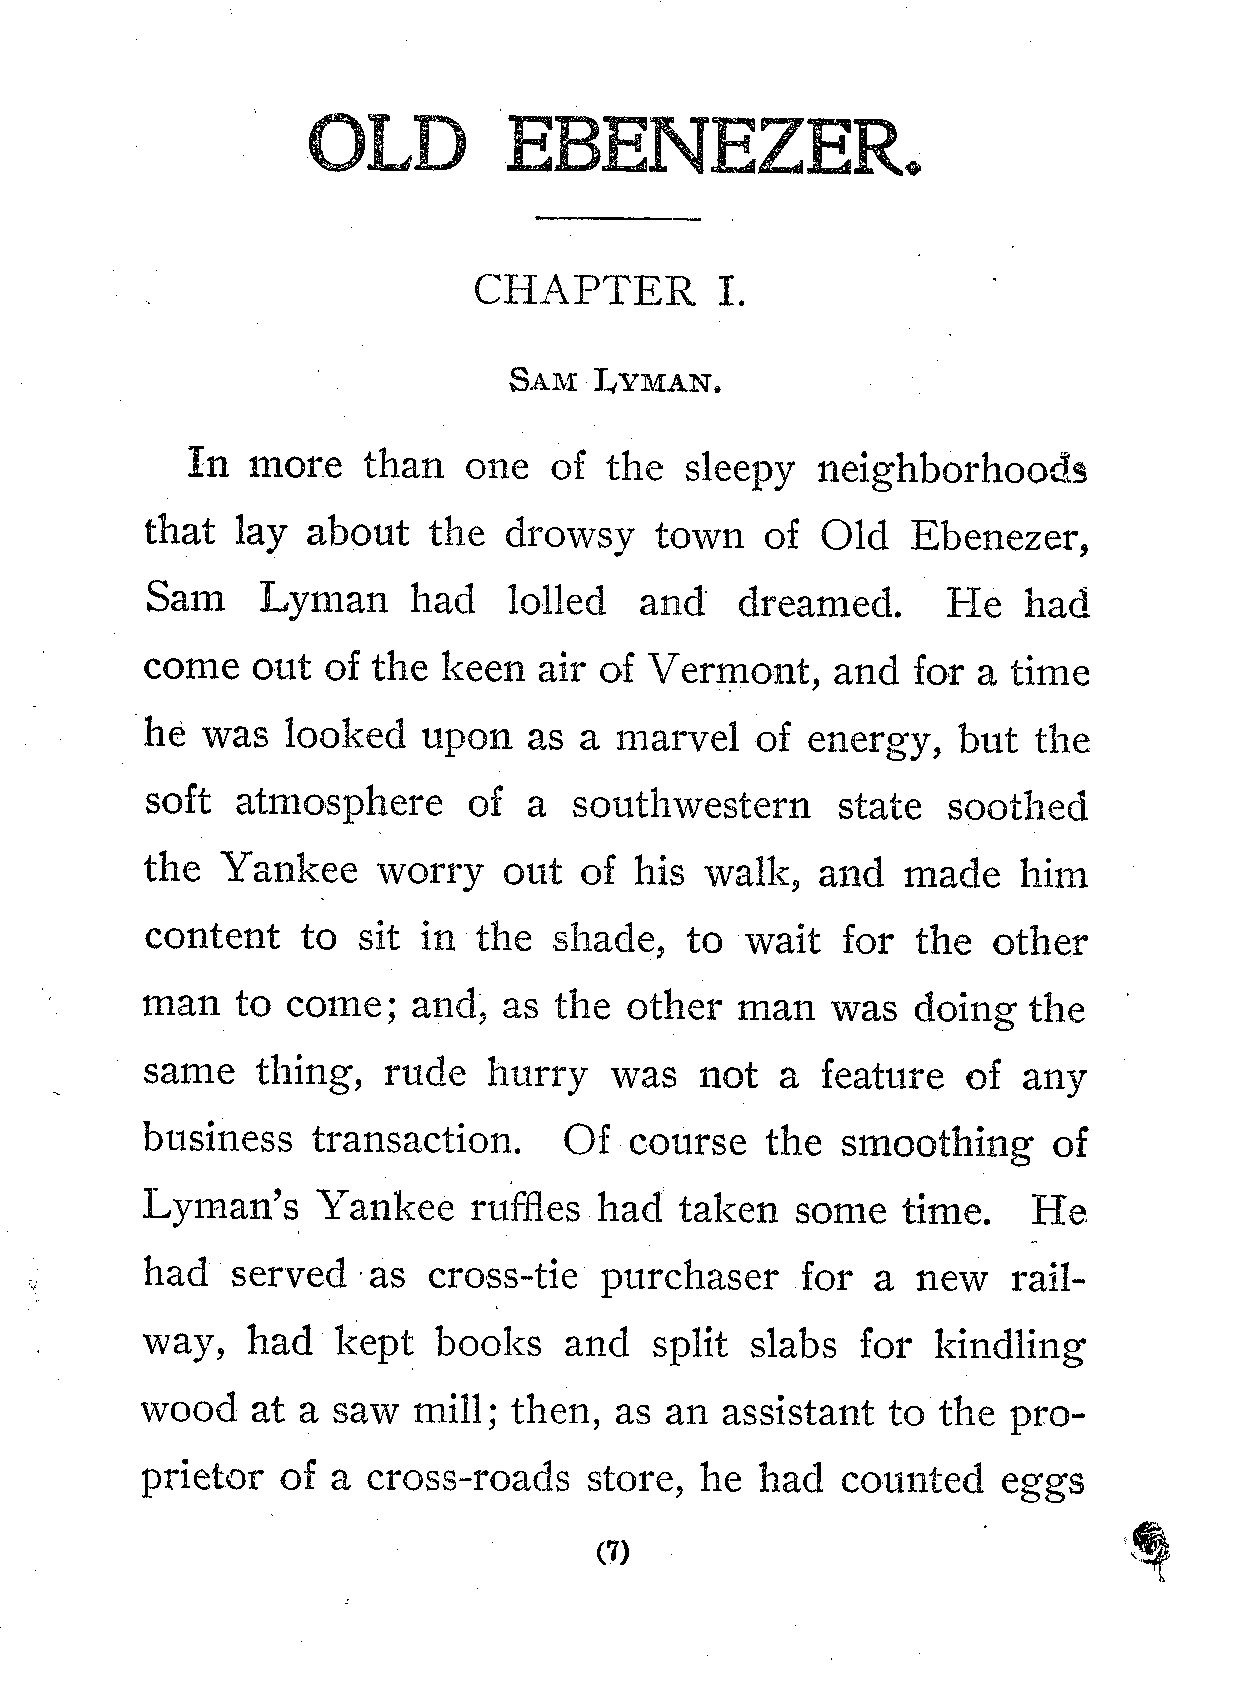 OLD EBENEZER.
CHAPTER I.
SAM LYMAN.
In more than one of the sleepy neighborhoods
that lay about the drowsy town of Old Ebenezer,
Sam Lyman had lolled and dreamed. He had
come out of the keen air of Vermont, and for a time
he was looked upon as a marvel of energy, but the
soft atmosphere of a southwestern state soothed
the Yankee worry out of his walk, and made him
content to sit in the shade, to wait for the other
man to come; and, as the other man was doing the
same thing, rude hurry was not a feature of any
business transaction. Of course the smoothing of
Lyman's Yankee ruffles had taken some time. He
had served as cross-tie purchaser for a new rail-
way, had kept books and split slabs for kindling
wood at a saw mill; then, as an assistant to the pro-
prietor of a cross-roads store, he had counted eggs
(7)